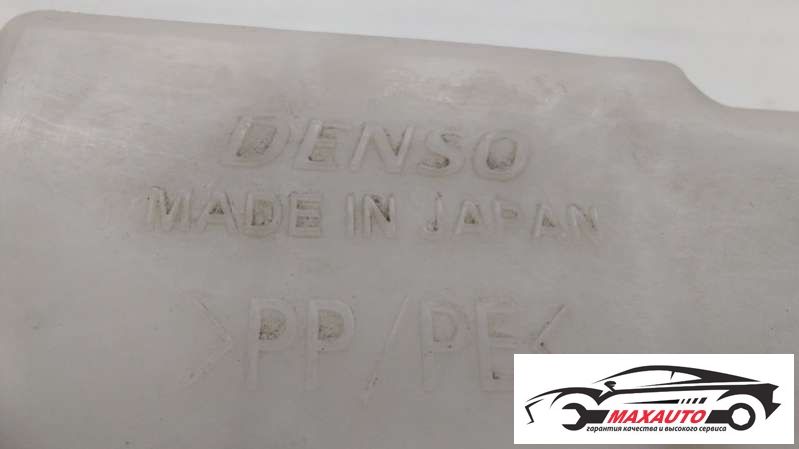 DENSO
MADE IN JAPAN
>PP/PE<
MAXAUTO
гарантия качества и высокого сервиса